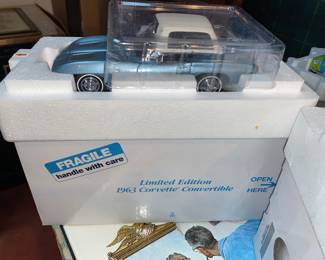 FRAGILE
handle with care
Limited Edition
1963 Corvette Convertible
OPEN
HERE